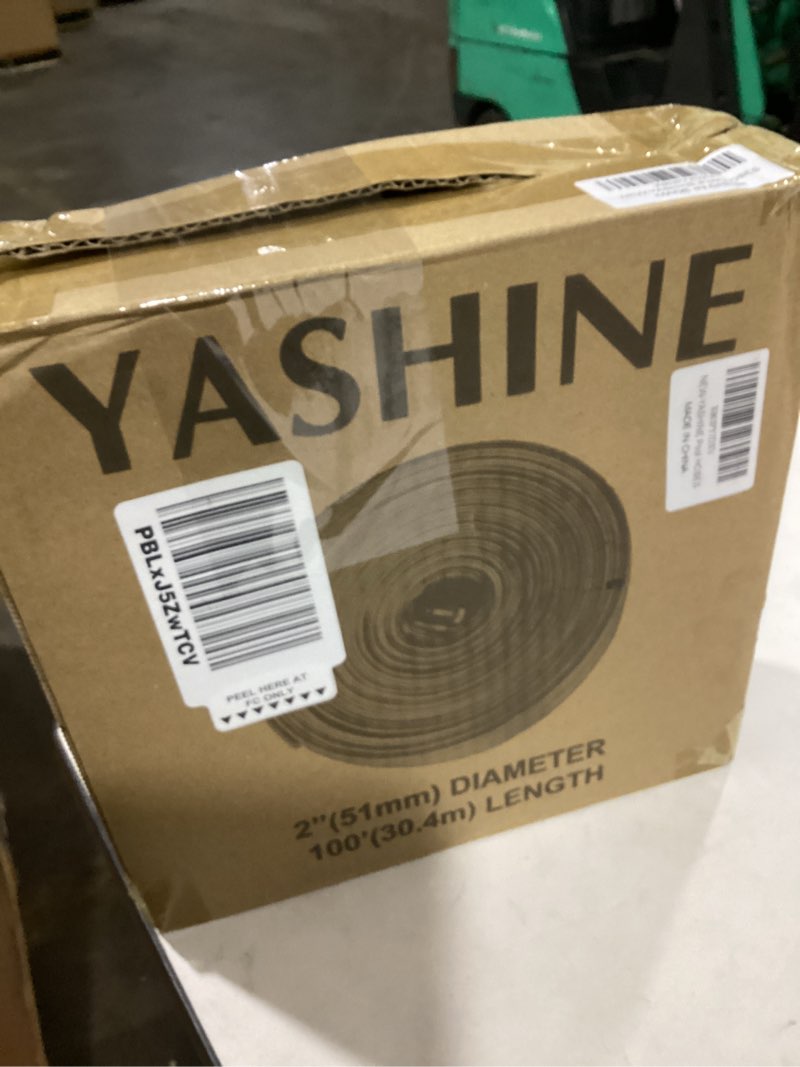 YASHINE
PBLxJ5ZwTCV
PEEL HERE AT
FC ONLY
MADE IN CHINA
2"(51mm) DIAMETER
100'(30.4m) LENGTH